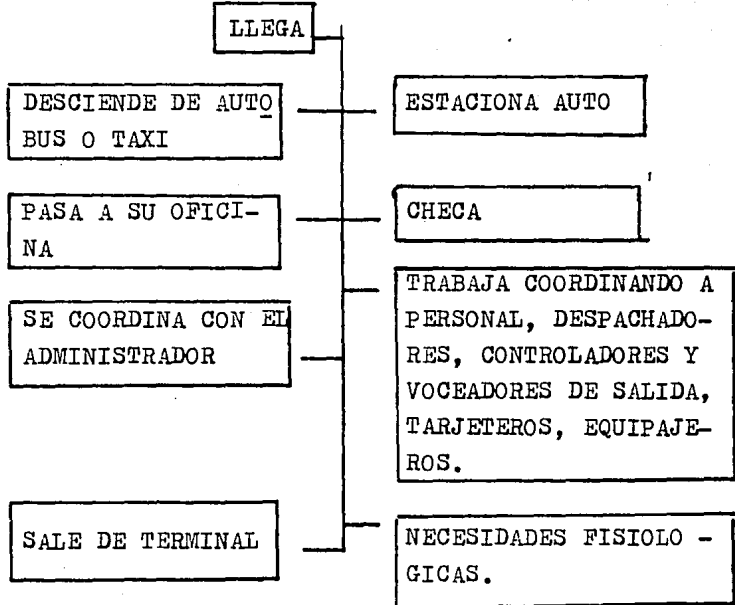 LLEGA
DESCIENDE DE AUTO
BUS O TAXI
ESTACIONA AUTO
PASA A SU OFICI-
NA
CHECA
SE COORDINA CON EL
ADMINISTRADOR
TRABAJA COORDINANDO A
PERSONAL, DESPACHADO-
RES, CONTROLADORES Y
VOCEADORES DE SALIDA,
TARJETEROS, EQUIPAJE-
ROS.
SALE DE TERMINAL
NECESIDADES FISIOLO -
GICAS.